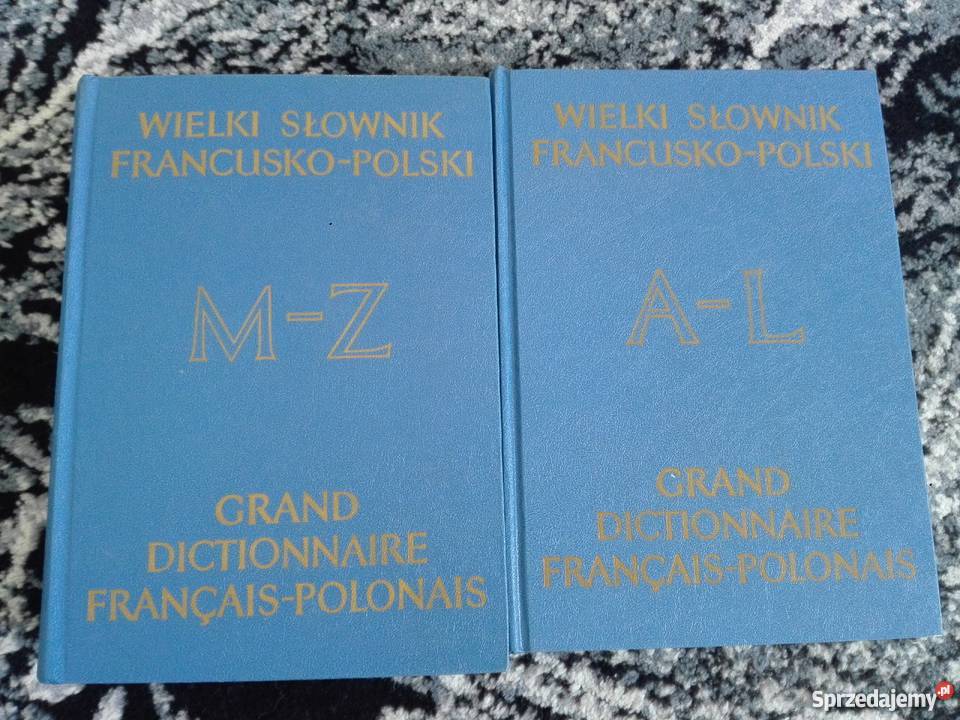 WIELKI SŁOWNIK
FRANCUSKO-POLSKI
M-Z
GRAND
DICTIONNAIRE
FRANÇAIS-POLONAIS
WIELKI SŁOWNIK
FRANCUSKO-POLSKI
A-L
GRAND
DICTIONNAIRE
FRANÇAIS-POLONAIS
Sprzedajemy.pl